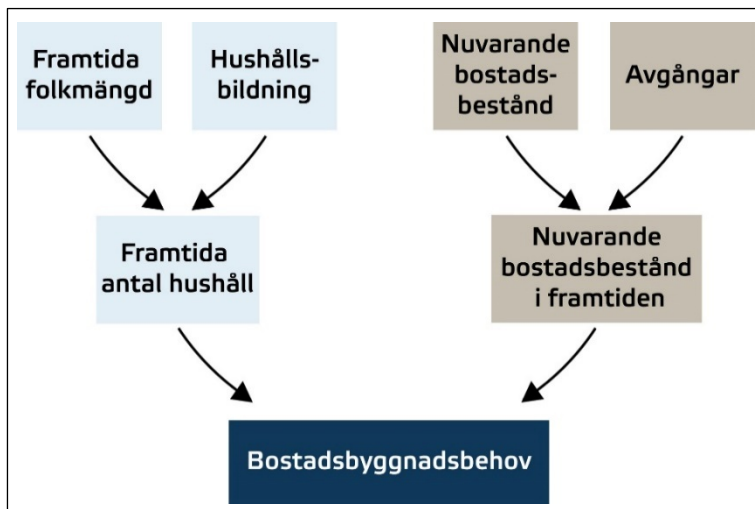 Framtida
folkmängd
Hushålls-
bildning
Nuvarande
bostads-
bestånd
Avgångar
Framtida
antal hushåll
Nuvarande
bostadsbestånd
i framtiden
Bostadsbyggnadsbehov